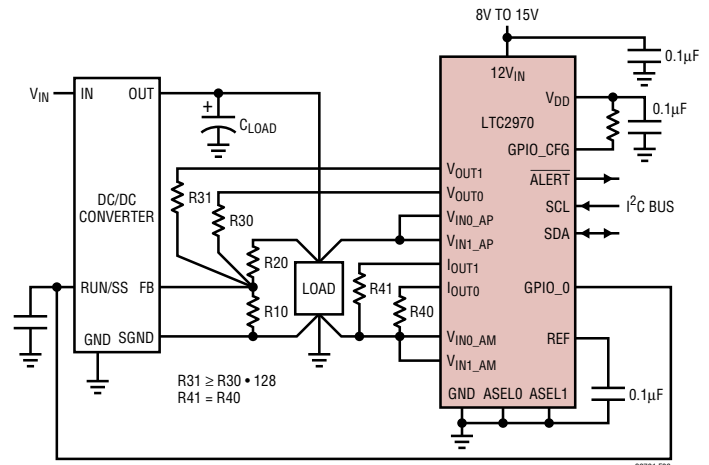 8V TO 15V
0.1µF
12VIN
VIN
IN
OUT
VDD
0.1µF
+
CLOAD
LTC2970
GPIO_CFG
VOUT1
ALERT
R31
VOUT0
DC/DC
CONVERTER
R30
VIN0_AP
SCL
I2C BUS
R20
VIN1_AP
SDA
IOUT1
RUN/SS
FB
LOAD
R41
IOUT0
GPIO_0
R10
R40
GND
SGND
VIN0_AM
REF
VIN1_AM
R31 ≥ R30 • 128
R41 = R40
GND
ASEL0
ASEL1
0.1µF